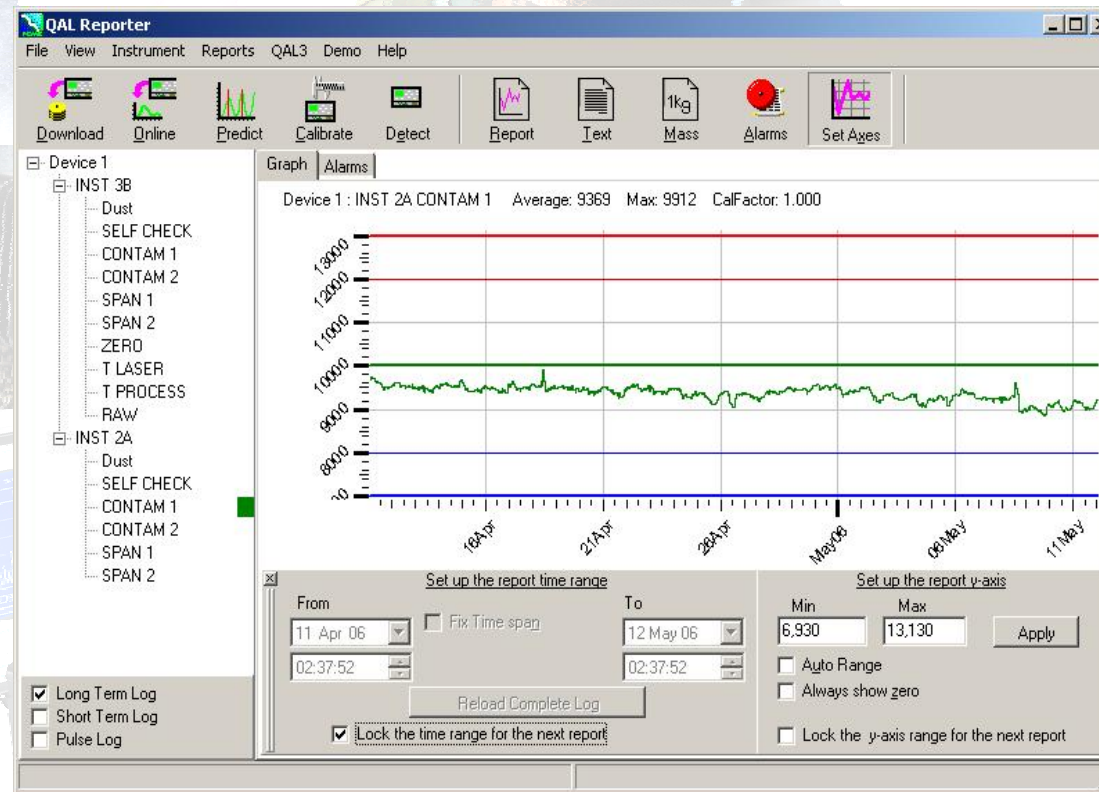 QAL Reporter
File View Instrument Reports QAL3 Demo Help
1kg
Download Online Predict Calibrate Detect Report Text Mass Alarms Set Axes
Device 1
INST 3B
Dust
SELF CHECK
CONTAM 1
CONTAM 2
SPAN 1
SPAN 2
ZERO
T LASER
T PROCESS
RAW
INST 2A
Dust
SELF CHECK
CONTAM 1
CONTAM 2
SPAN 1
SPAN 2
Long Term Log
Short Term Log
Pulse Log
Graph Alarms
Device 1 : INST 2A CONTAM 1 Average: 9369 Max: 9912 CalFactor: 1.000
13000
12000
11000
10000
9000
8000
00
16Apr 21Apr 26Apr May06 06May 11May
Set up the report time range
From To
Fix Time span
11 Apr 06 12 May 06
02:37:52 02:37:52
Reload Complete Log
Lock the time range for the next report
Set up the report y-axis
Min Max
6,930 13,130 Apply
Auto Range
Always show zero
Lock the y-axis range for the next report